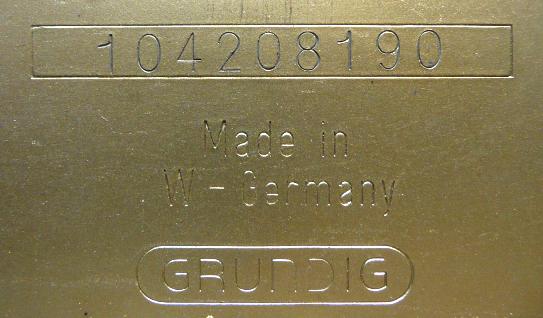 104208190
Made in
W - Germany
GRUNDIG